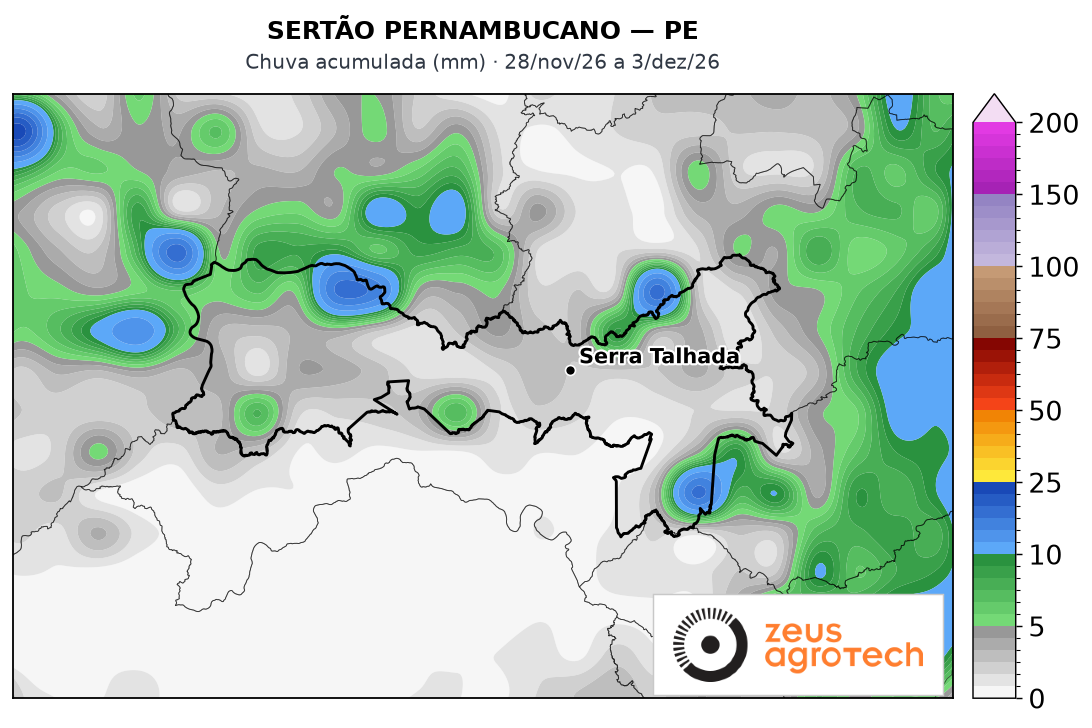 SERTÃO PERNAMBUCANO — PE
Chuva acumulada (mm) · 28/nov/26 a 3/dez/26
200
150
100
75
50
25
10
5
0
Serra Talhada
zeus
agrotech